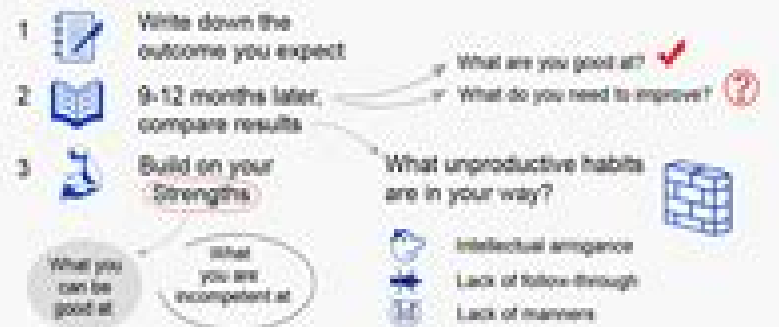 1
Write down the
outcome you expect
2
9-12 months later,
compare results
What are you good at?
What do you need to improve?
?
3
Build on your
Strengths
What unproductive habits
are in your way?
What you
can be
good at
What
you are
incompetent at
Intellectual arrogance
Lack of follow-through
Lack of manners